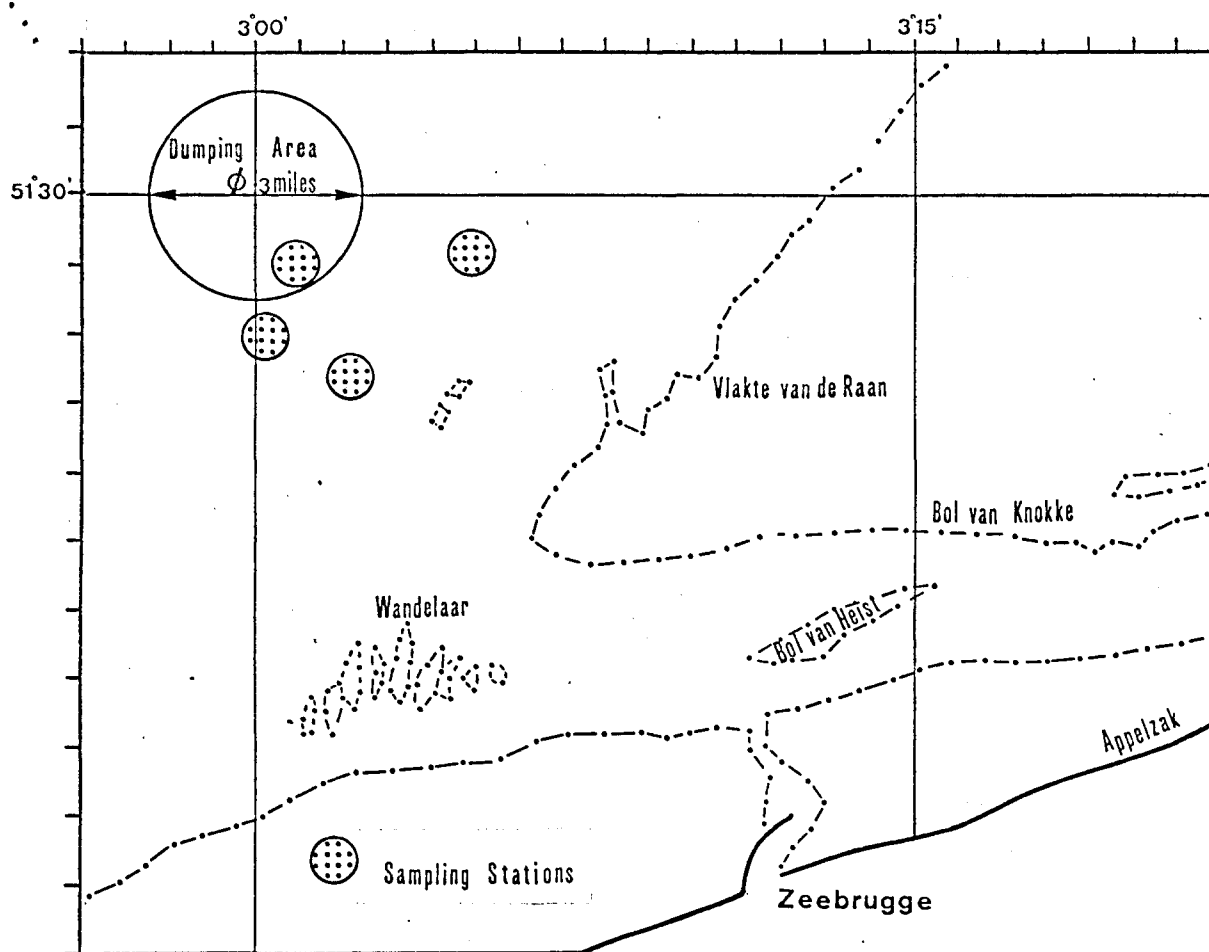 3°00'
3°15'
Dumping Area
ϕ 3miles
51°30'
Vlakte van de Raan
Bol van Knokke
Wandelaar
Bol van Heist
Appelzak
Sampling Stations
Zeebrugge